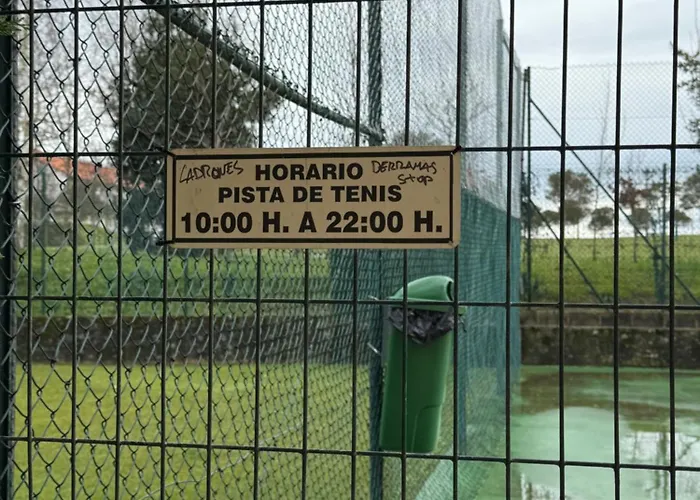 LADRONES HORARIO DERRAMAS
STOP
PISTA DE TENIS
10:00 H. A 22:00 H.